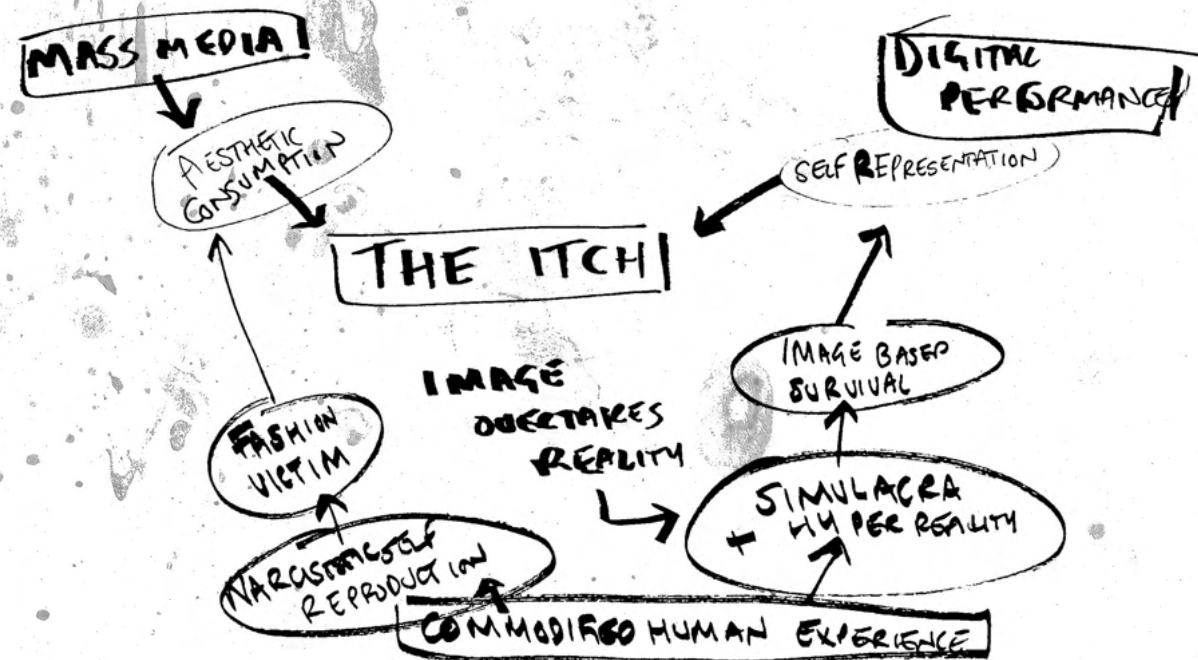 MASS MEDIA
DIGITAL
PERFORMANCE
AESTHETIC
CONSUMPTION
SELF REPRESENTATION
THE ITCH
IMAGE BASED
SURVIVAL
IMAGE
OVERTAKES
REALITY
FASHION
VICTIM
SIMULACRA
+ HYPER REALITY
NARCISTIC SELF
REPRODUCTION
COMMODIFIED HUMAN EXPERIENCE